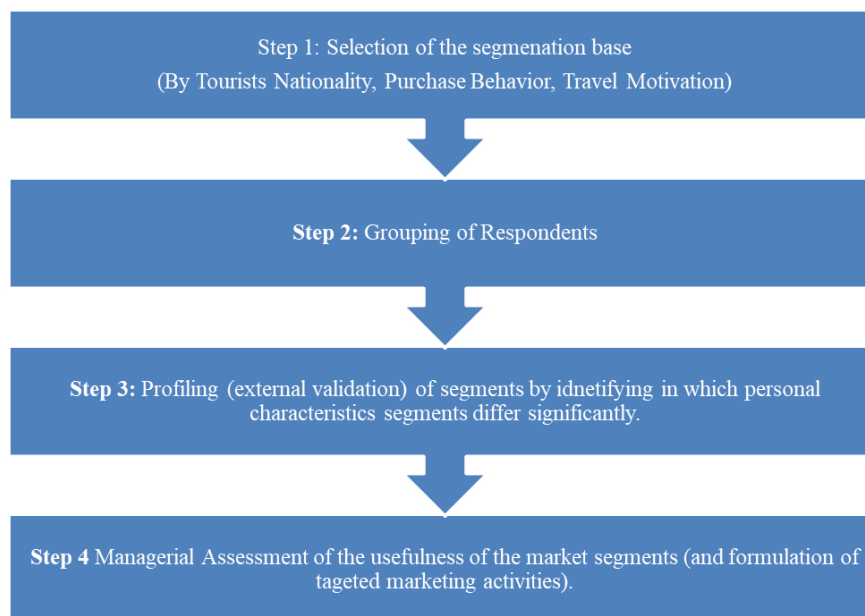 Step 1: Selection of the segmenation base
(By Tourists Nationality, Purchase Behavior, Travel Motivation)
Step 2: Grouping of Respondents
Step 3: Profiling (external validation) of segments by idnetifying in which personal
characteristics segments differ significantly.
Step 4 Managerial Assessment of the usefulness of the market segments (and formulation of
tageted marketing activities).